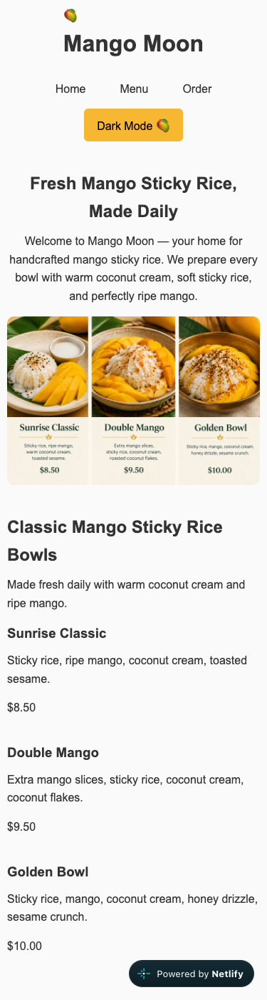 Mango Moon
Home Menu Order
Dark Mode
Fresh Mango Sticky Rice,
Made Daily
Welcome to Mango Moon — your home for
handcrafted mango sticky rice. We prepare every
bowl with warm coconut cream, soft sticky rice,
and perfectly ripe mango.
Sunrise Classic
Sticky rice, ripe mango,
warm coconut cream,
toasted sesame.
$8.50
Double Mango
Extra mango slices,
sticky rice, coconut cream,
roasted coconut flakes.
$9.50
Golden Bowl
Sticky rice, mango, coconut cream,
honey drizzle, sesame crunch.
$10.00
Classic Mango Sticky Rice
Bowls
Made fresh daily with warm coconut cream and
ripe mango.
Sunrise Classic
Sticky rice, ripe mango, coconut cream, toasted
sesame.
$8.50
Double Mango
Extra mango slices, sticky rice, coconut cream,
coconut flakes.
$9.50
Golden Bowl
Sticky rice, mango, coconut cream, honey drizzle,
sesame crunch.
$10.00
Powered by Netlify